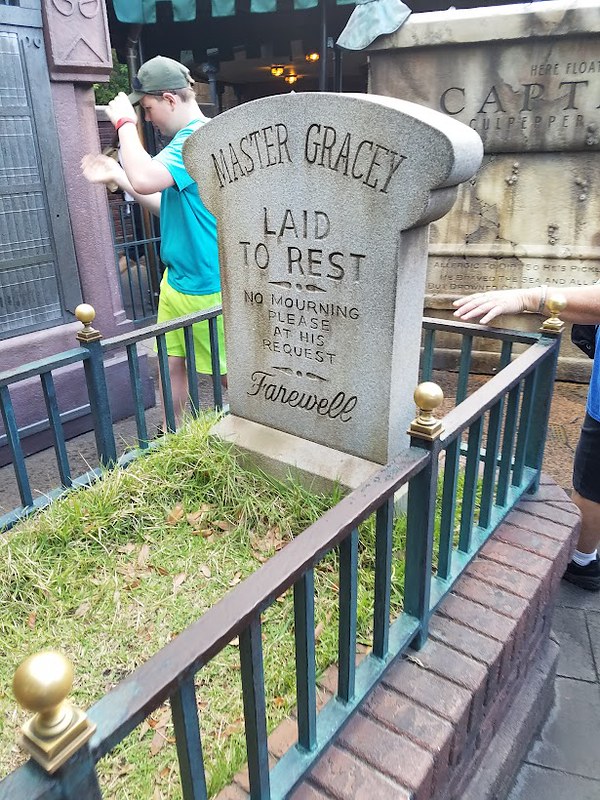 MASTER GRACEY
LAID
TO REST
NO MOURNING
PLEASE
AT HIS
REQUEST
Farewell
HERE FLOAT
CAPT
CULPEPPER